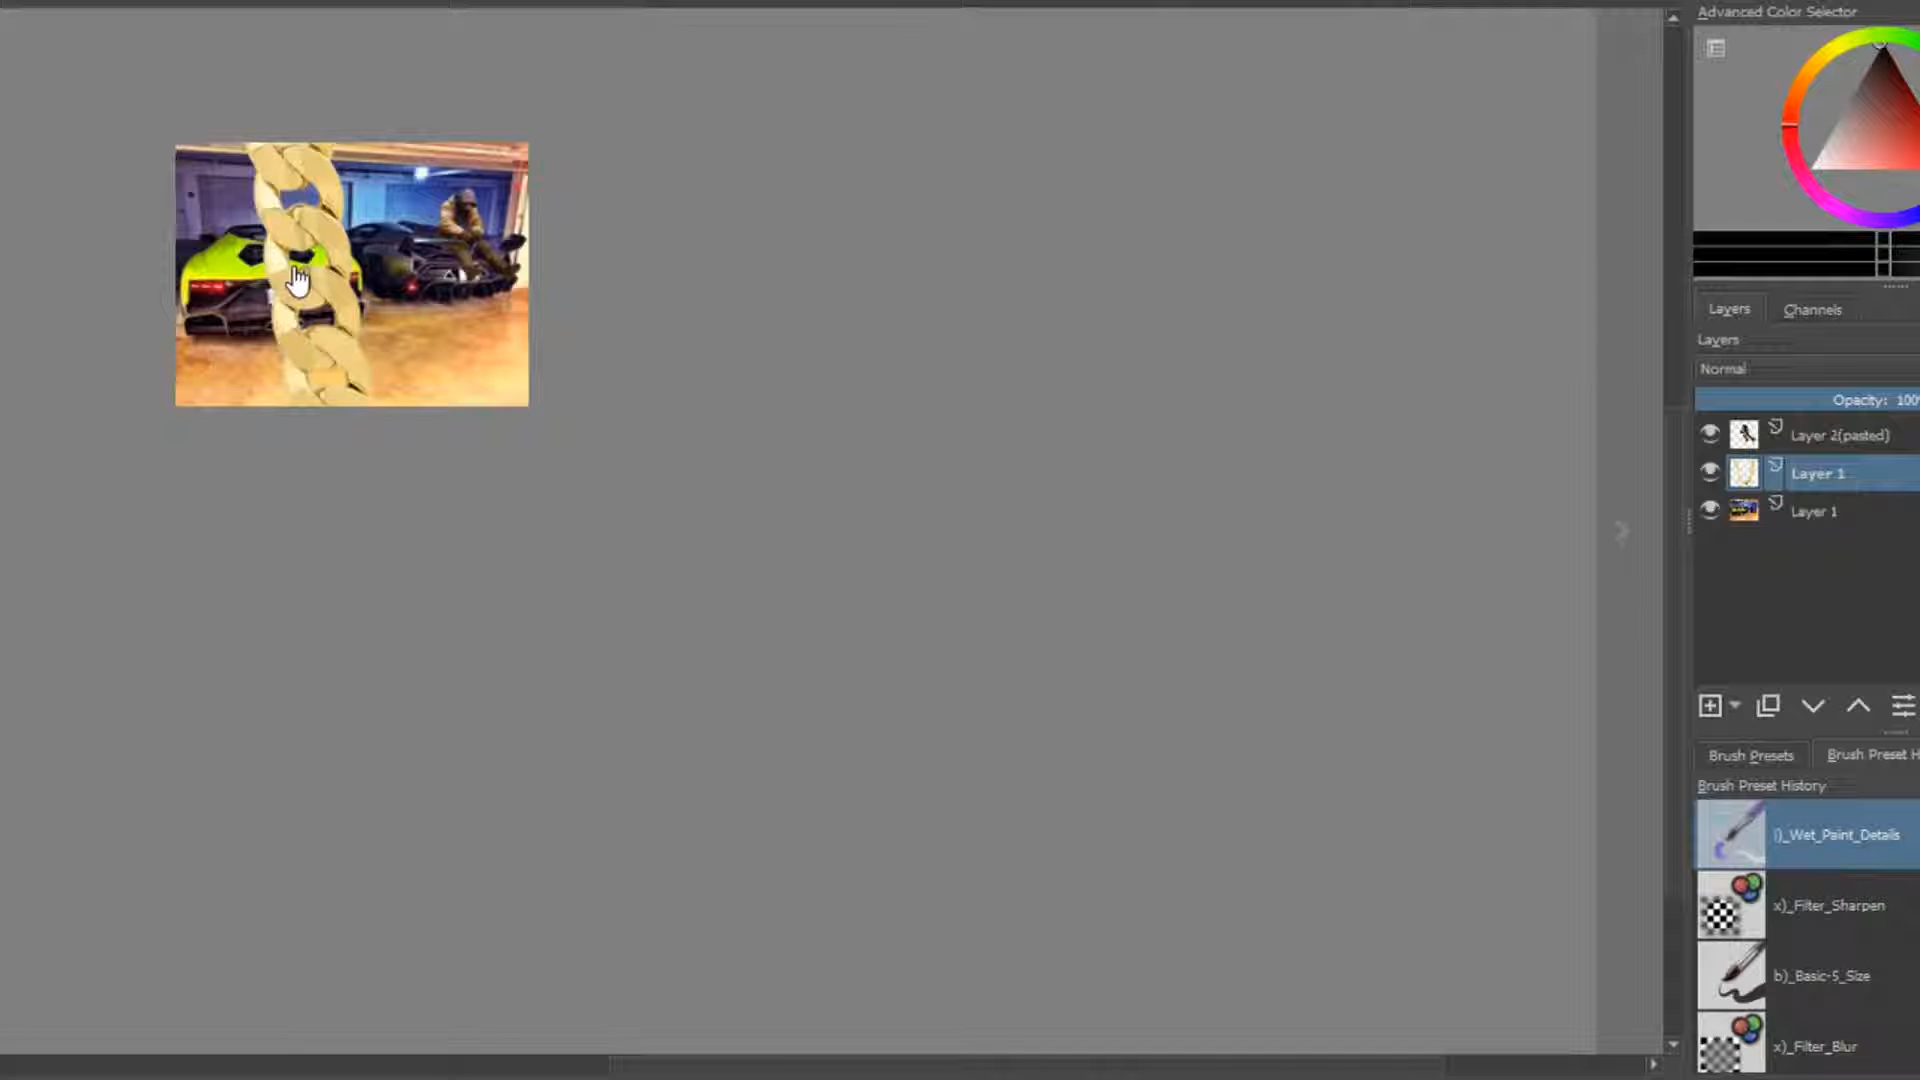 Advanced Color Selector
Layers
Channels
Layers
Normal
Opacity: 100%
Layer 2(pasted)
Layer 1
Layer 1
Brush Presets
Brush Preset H
Brush Preset History
i)_Wet_Paint_Details
x)_Filter_Sharpen
b)_Basic-5_Size
x)_Filter_Blur